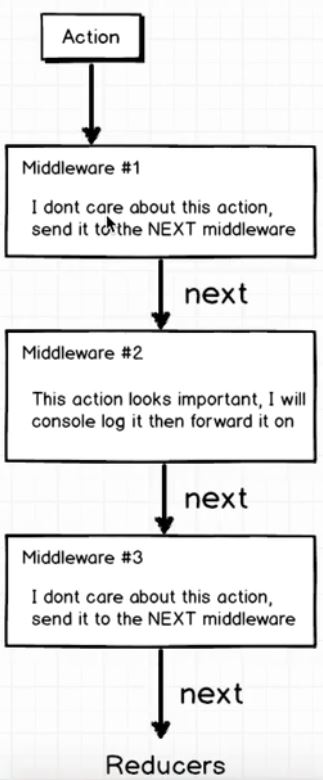 Action
Middleware #1
I dont care about this action,
send it to the NEXT middleware
next
Middleware #2
This action looks important, I will
console log it then forward it on
next
Middleware #3
I dont care about this action,
send it to the NEXT middleware
next
Reducers